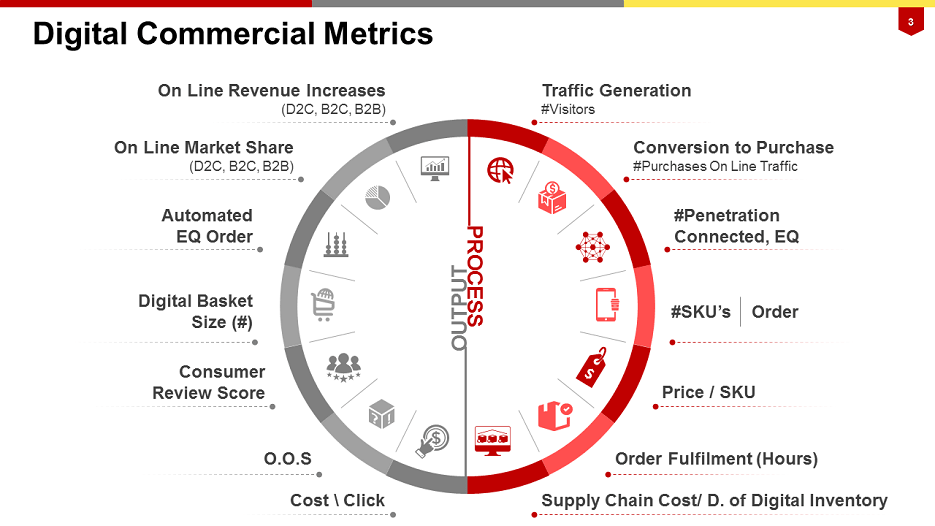 3
Digital Commercial Metrics
On Line Revenue Increases
(D2C, B2C, B2B)
On Line Market Share
(D2C, B2C, B2B)
Automated
EQ Order
Digital Basket
Size (#)
Consumer
Review Score
O.O.S
Cost \ Click
OUTPUT
PROCESS
Traffic Generation
#Visitors
Conversion to Purchase
#Purchases On Line Traffic
#Penetration
Connected, EQ
#SKU's | Order
Price / SKU
Order Fulfilment (Hours)
Supply Chain Cost/ D. of Digital Inventory